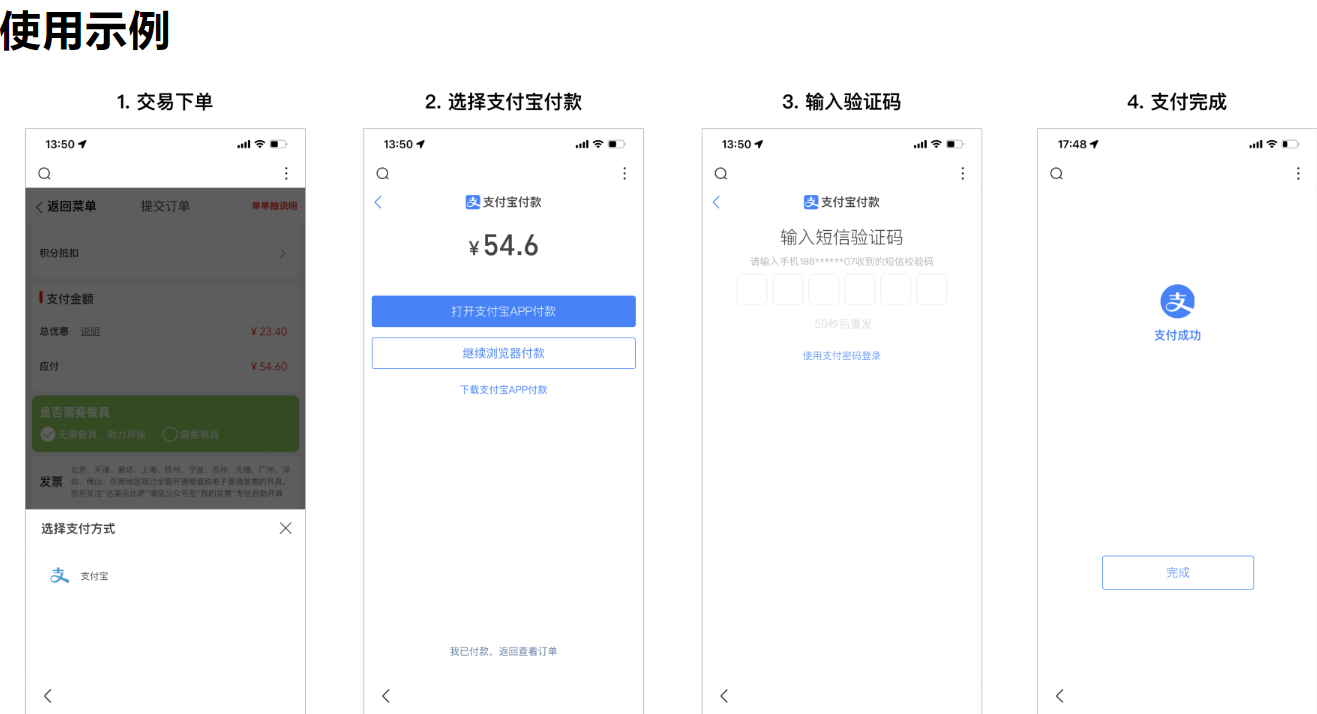 使用示例
1. 交易下单
13:50
返回菜单 提交订单 单单抽说明
积分抵扣
支付金额
总优惠 说明 ¥23.40
应付 ¥54.60
是否需要餐具
无需餐具，助力环保 需要餐具
发票
北京、天津、廊坊、上海、杭州、宁波、苏州、无锡、广州、深
圳、佛山、东莞地区现已全面开通增值税电子普通发票的开具。
您可关注"达美乐比萨"微信公众号至"我的发票"专区自助开具
选择支付方式
支 支付宝
2. 选择支付宝付款
13:50
支 支付宝付款
¥54.6
打开支付宝APP付款
继续浏览器付款
下载支付宝APP付款
我已付款，返回查看订单
3. 输入验证码
13:50
支 支付宝付款
输入短信验证码
请输入手机188******07收到的短信校验码
59秒后重发
使用支付密码登录
4. 支付完成
17:48
支
支付成功
完成